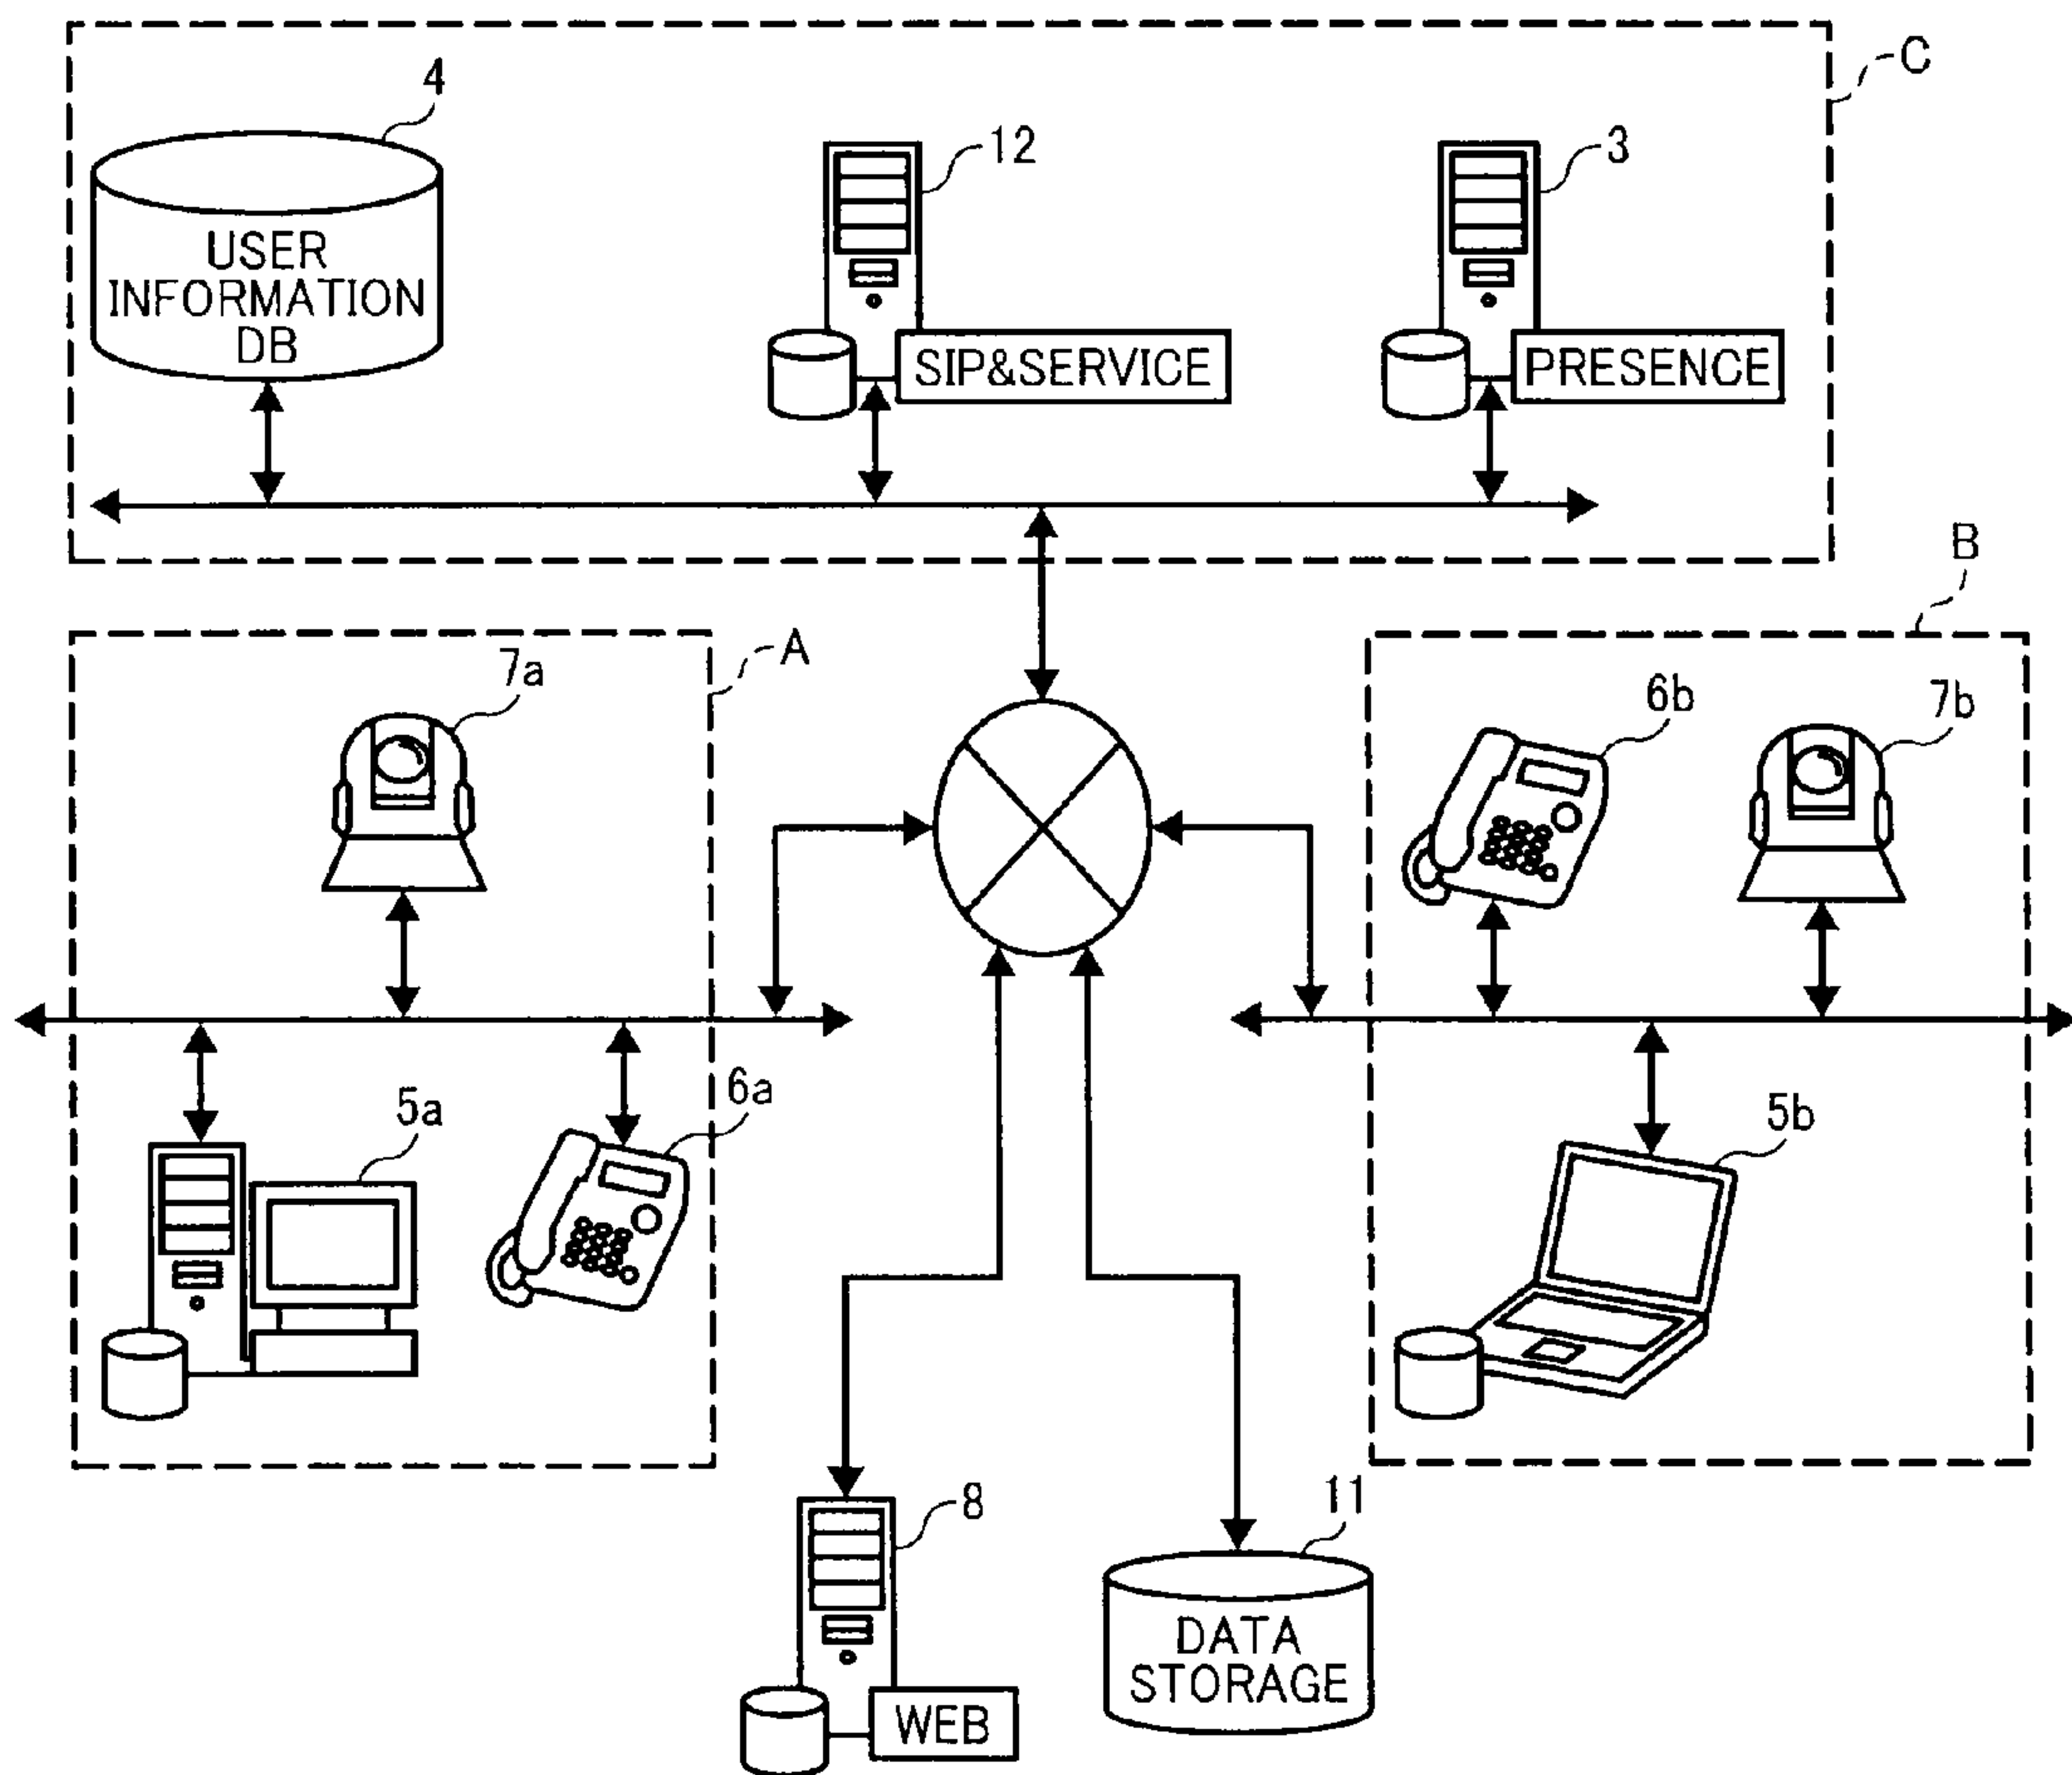 C
4
12
3
USER
INFORMATION
DB
SIP&SERVICE
PRESENCE
B
A
7a
6b
7b
5a
6a
5b
8
11
DATA
STORAGE
WEB